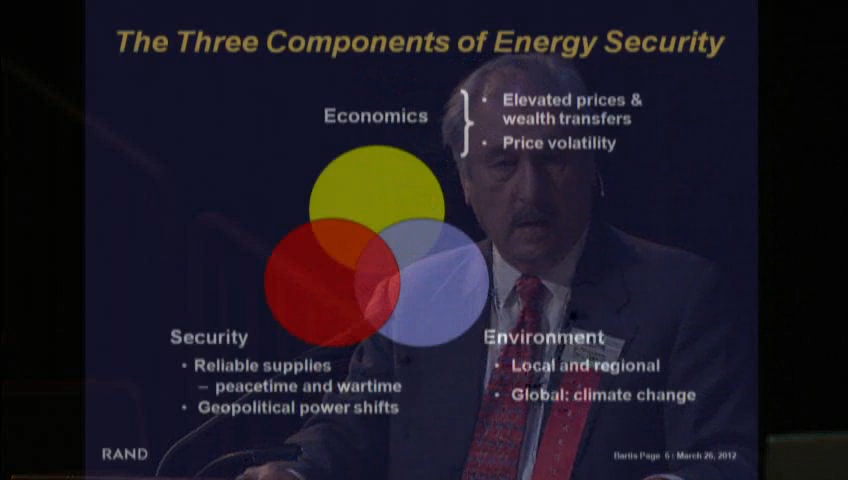 The Three Components of Energy Security
Economics
• Elevated prices &
wealth transfers
• Price volatility
Security
• Reliable supplies
– peacetime and wartime
• Geopolitical power shifts
Environment
• Local and regional
• Global: climate change
RAND
Bartis Page 6 : March 26, 2012